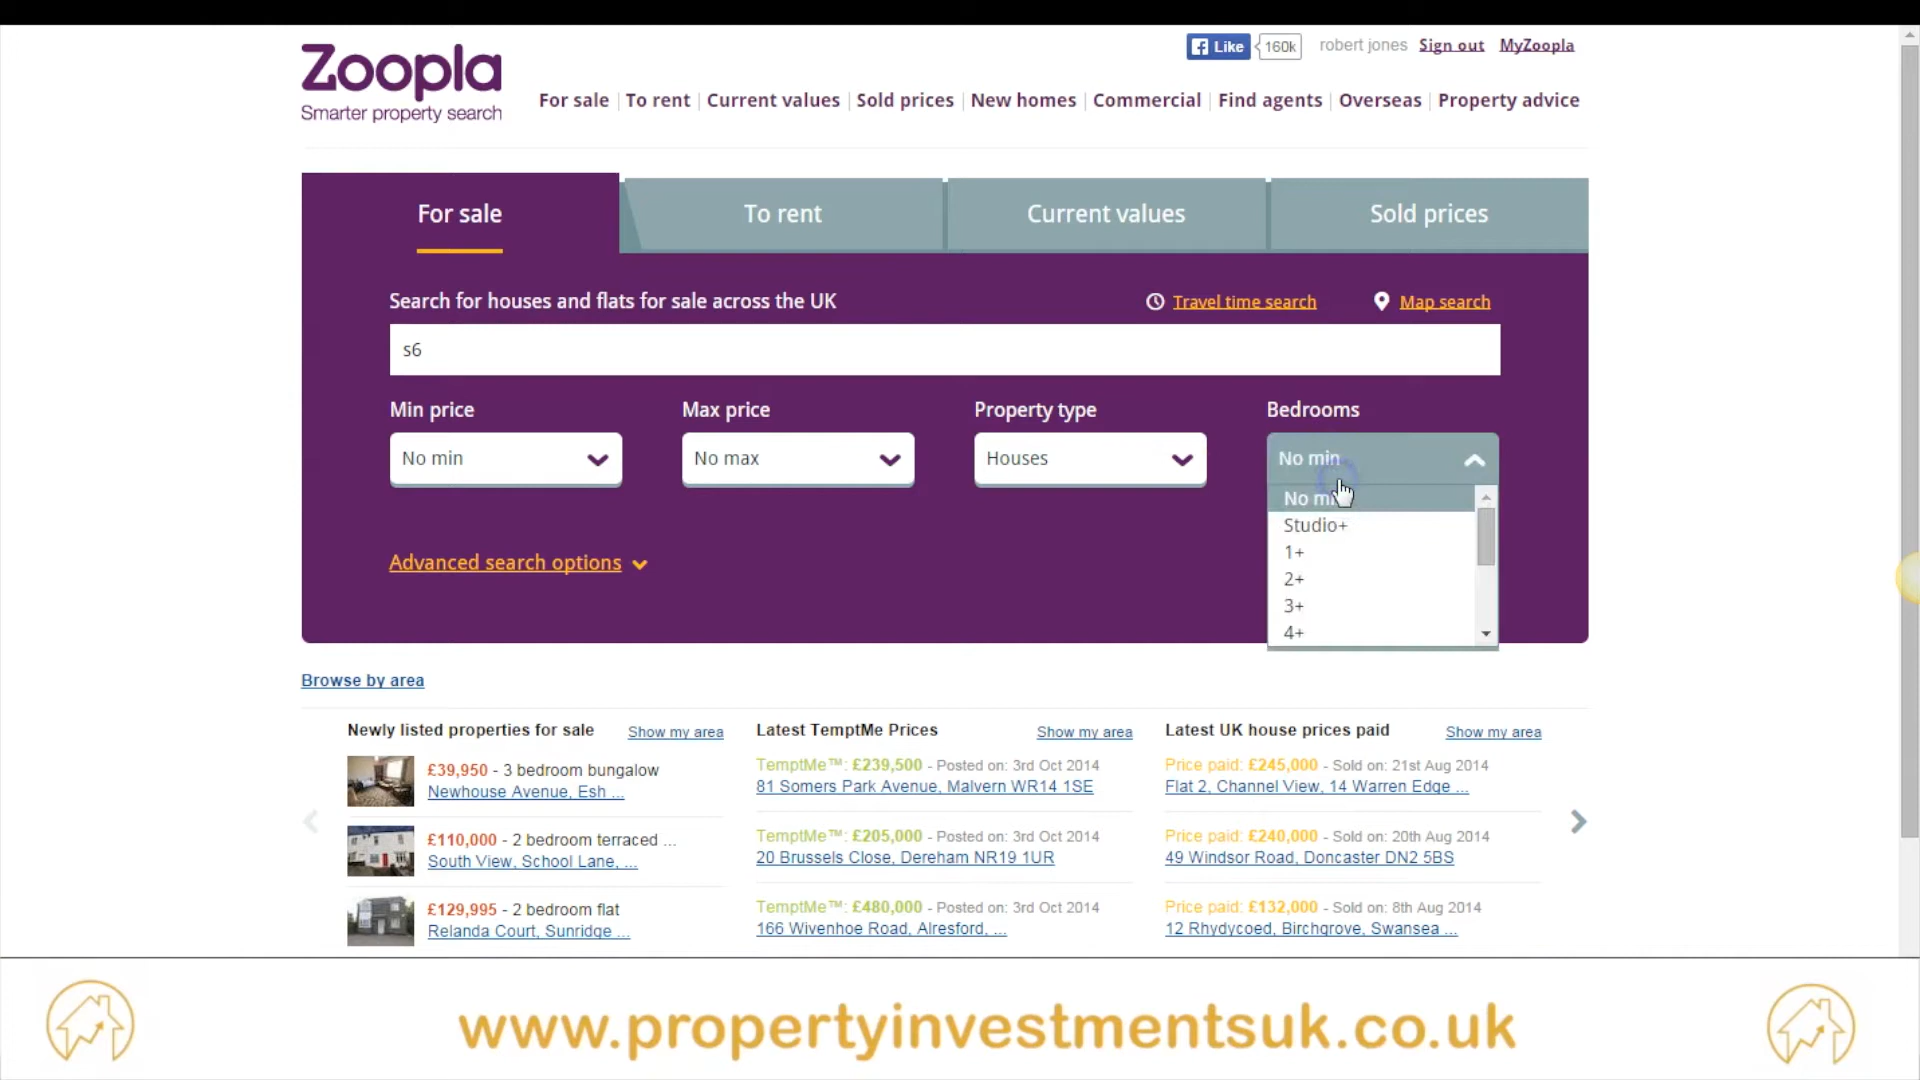 Zoopla
Smarter property search
Like 160k robert jones Sign out MyZoopla
For sale To rent Current values Sold prices New homes Commercial Find agents Overseas Property advice
For sale To rent Current values Sold prices
Search for houses and flats for sale across the UK Travel time search Map search
s6
Min price Max price Property type Bedrooms
No min No max Houses No min
No min
Studio+
1+
2+
3+
4+
Advanced search options
Browse by area
Newly listed properties for sale Show my area
£39,950 - 3 bedroom bungalow
Newhouse Avenue, Esh ...
£110,000 - 2 bedroom terraced ...
South View, School Lane, ...
£129,995 - 2 bedroom flat
Relanda Court, Sunridge ...
Latest TemptMe Prices Show my area
TemptMe™: £239,500 - Posted on: 3rd Oct 2014
81 Somers Park Avenue, Malvern WR14 1SE
TemptMe™: £205,000 - Posted on: 3rd Oct 2014
20 Brussels Close, Dereham NR19 1UR
TemptMe™: £480,000 - Posted on: 3rd Oct 2014
166 Wivenhoe Road, Alresford, ...
Latest UK house prices paid Show my area
Price paid: £245,000 - Sold on: 21st Aug 2014
Flat 2, Channel View, 14 Warren Edge ...
Price paid: £240,000 - Sold on: 20th Aug 2014
49 Windsor Road, Doncaster DN2 5BS
Price paid: £132,000 - Sold on: 8th Aug 2014
12 Rhydycoed, Birchgrove, Swansea ...
www.propertyinvestmentsuk.co.uk